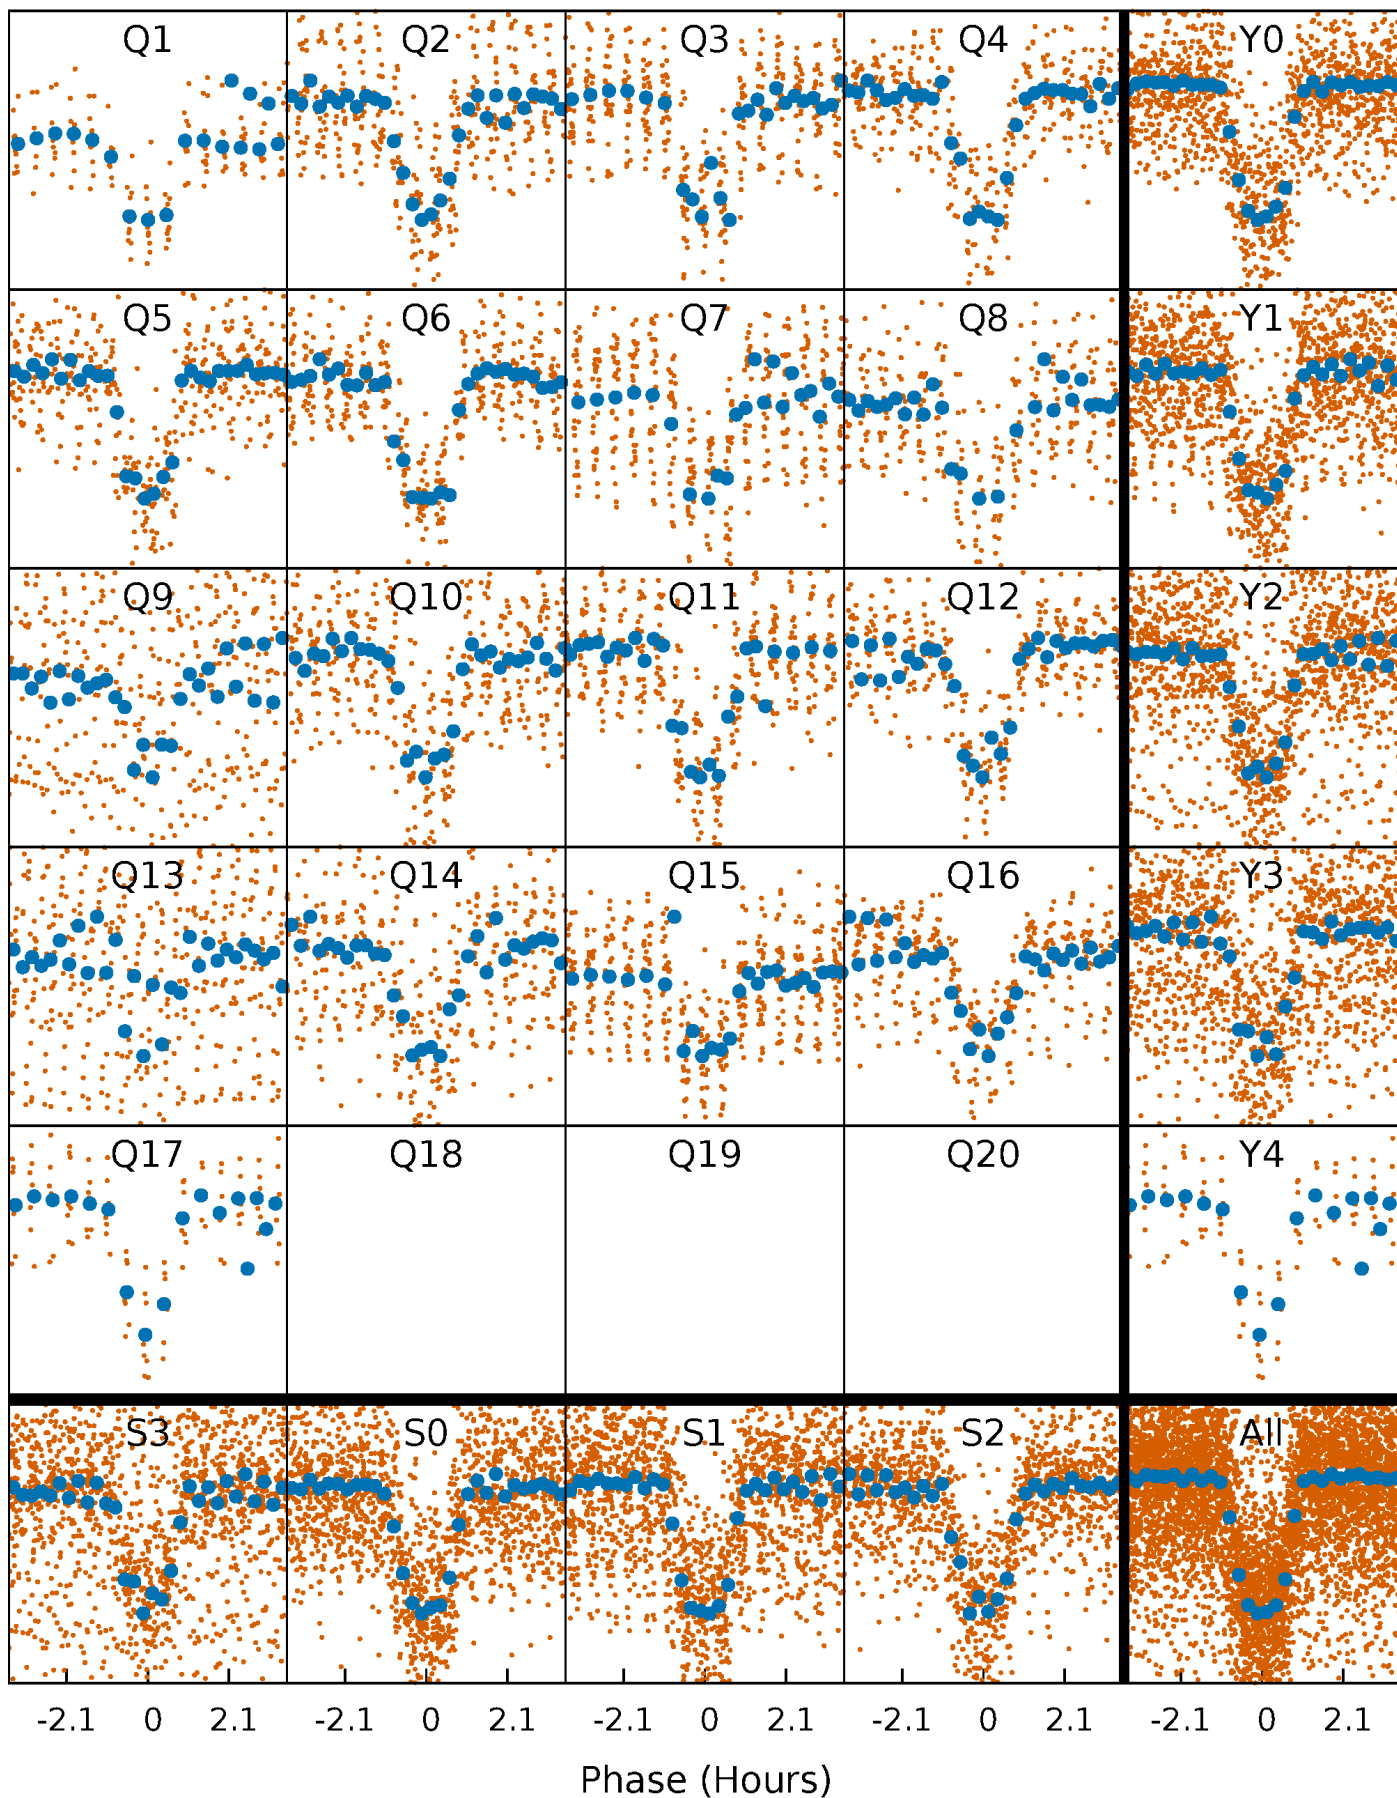 Q1 Q2 Q3 Q4 Y0
Q5 Q6 Q7 Q8 Y1
Q9 Q10 Q11 Q12 Y2
Q13 Q14 Q15 Q16 Y3
Q17 Q18 Q19 Q20 Y4
S3 S0 S1 S2 All
-2.1 0 2.1 -2.1 0 2.1 -2.1 0 2.1 -2.1 0 2.1 -2.1 0 2.1
Phase (Hours)